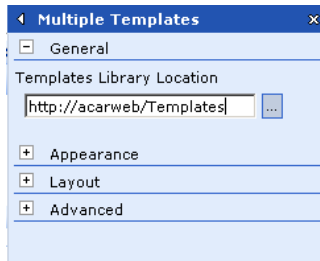 Multiple Templates
General
Templates Library Location
http://acarweb/Templates
...
Appearance
Layout
Advanced